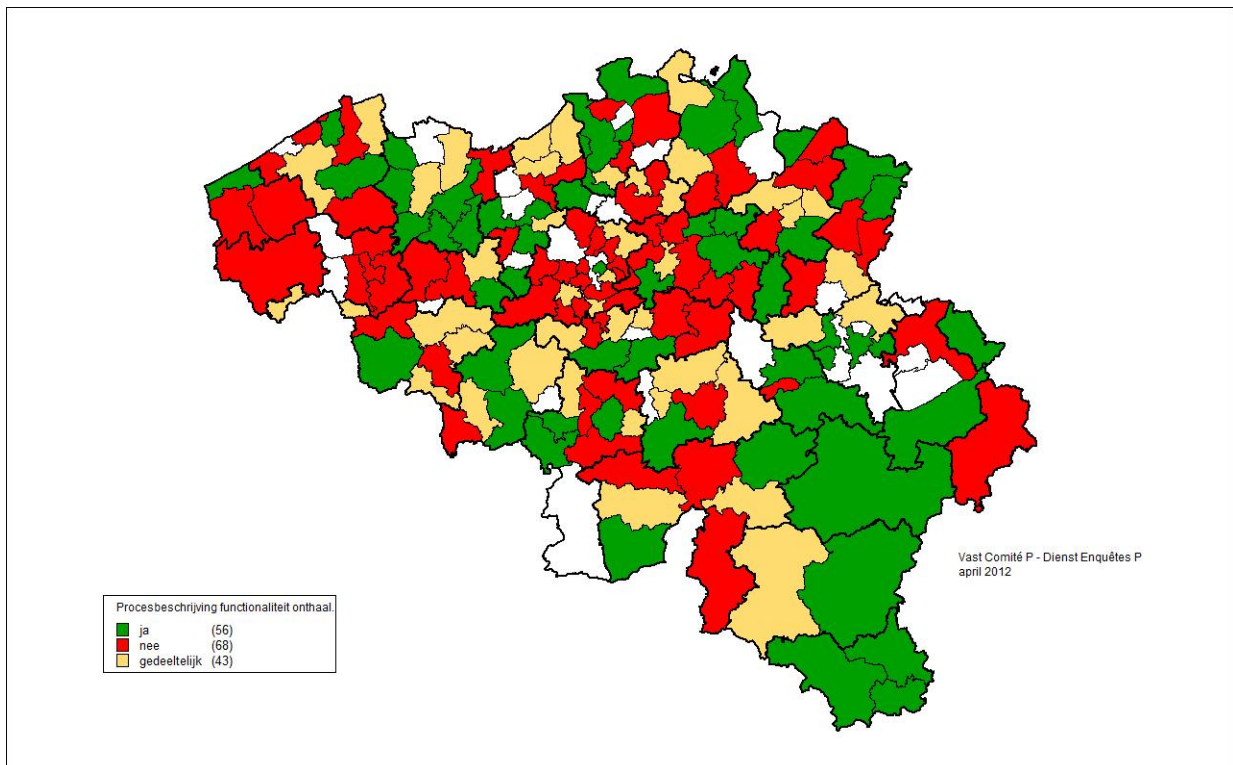 Vast Comité P - Dienst Enquêtes P
april 2012
Procesbeschrijving functionaliteit onthaal.
ja (56)
nee (68)
gedeeltelijk (43)